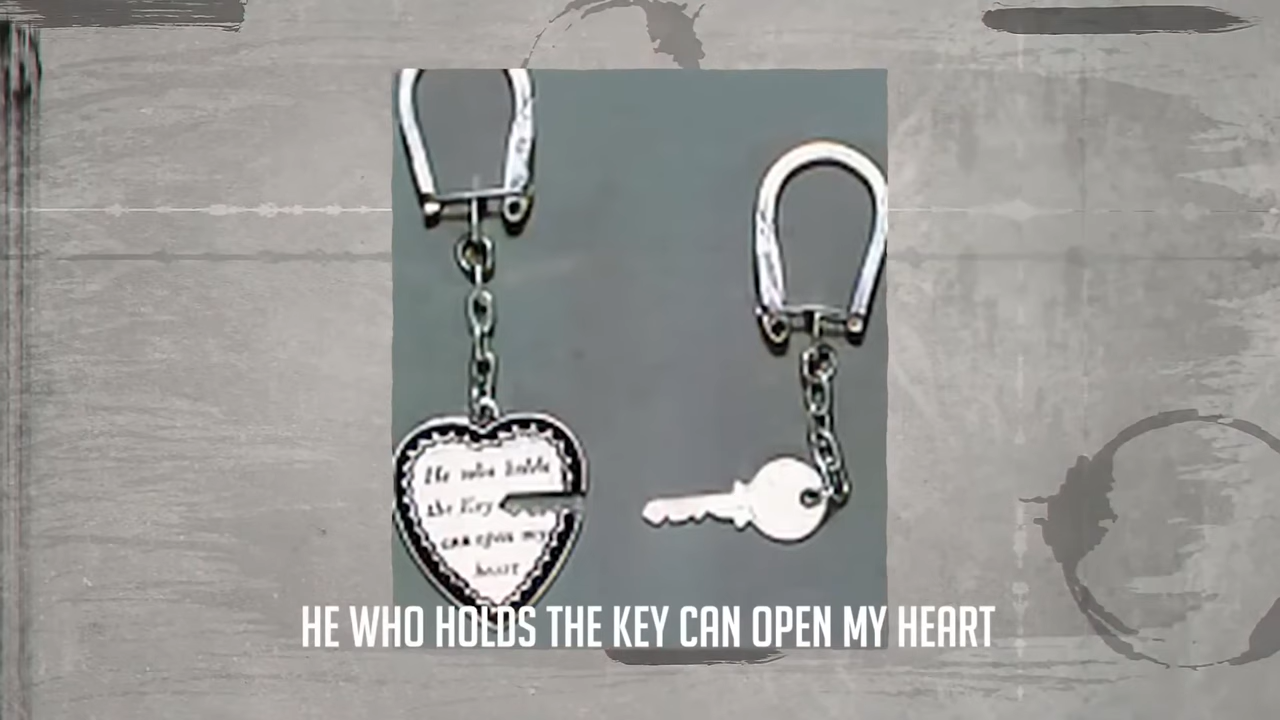 He who holds
the Key
can open my
heart
HE WHO HOLDS THE KEY CAN OPEN MY HEART